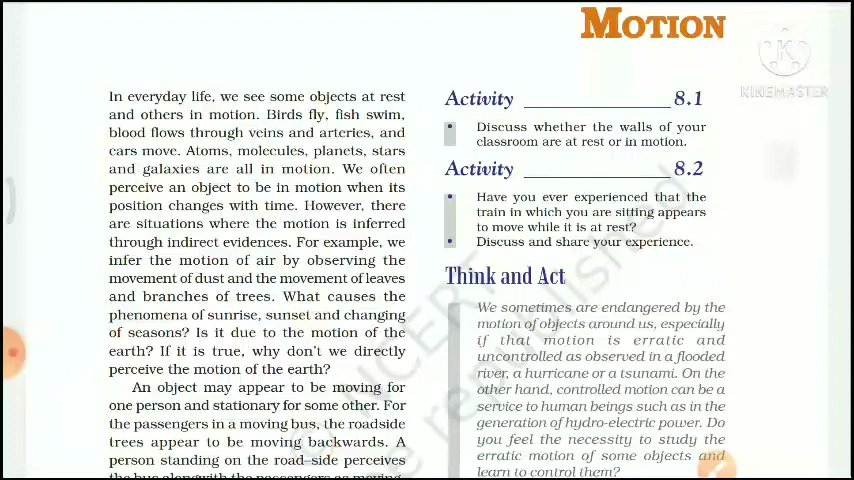 MOTION
KINEMASTER
In everyday life, we see some objects at rest
and others in motion. Birds fly, fish swim,
blood flows through veins and arteries, and
cars move. Atoms, molecules, planets, stars
and galaxies are all in motion. We often
perceive an object to be in motion when its
position changes with time. However, there
are situations where the motion is inferred
through indirect evidences. For example, we
infer the motion of air by observing the
movement of dust and the movement of leaves
and branches of trees. What causes the
phenomena of sunrise, sunset and changing
of seasons? Is it due to the motion of the
earth? If it is true, why don't we directly
perceive the motion of the earth?
An object may appear to be moving for
one person and stationary for some other. For
the passengers in a moving bus, the roadside
trees appear to be moving backwards. A
person standing on the road-side perceives
the bus alongwith the passengers as moving.
Activity ______________ 8.1
• Discuss whether the walls of your
classroom are at rest or in motion.
Activity ______________ 8.2
• Have you ever experienced that the
train in which you are sitting appears
to move while it is at rest?
• Discuss and share your experience.
Think and Act
We sometimes are endangered by the
motion of objects around us, especially
if that motion is erratic and
uncontrolled as observed in a flooded
river, a hurricane or a tsunami. On the
other hand, controlled motion can be a
service to human beings such as in the
generation of hydro-electric power. Do
you feel the necessity to study the
erratic motion of some objects and
learn to control them?
© NCERT
republished